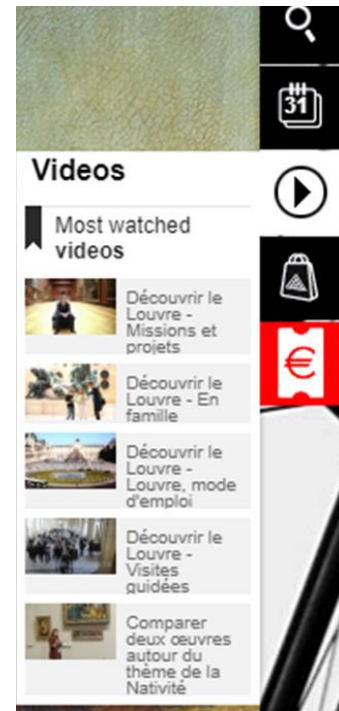 31
Videos
Most watched
videos
Découvrir le
Louvre -
Missions et
projets
Découvrir le
Louvre - En
famille
Découvrir le
Louvre -
Louvre, mode
d'emploi
Découvrir le
Louvre -
Visites
guidées
Comparer
deux œuvres
autour du
thème de la
Nativité
€